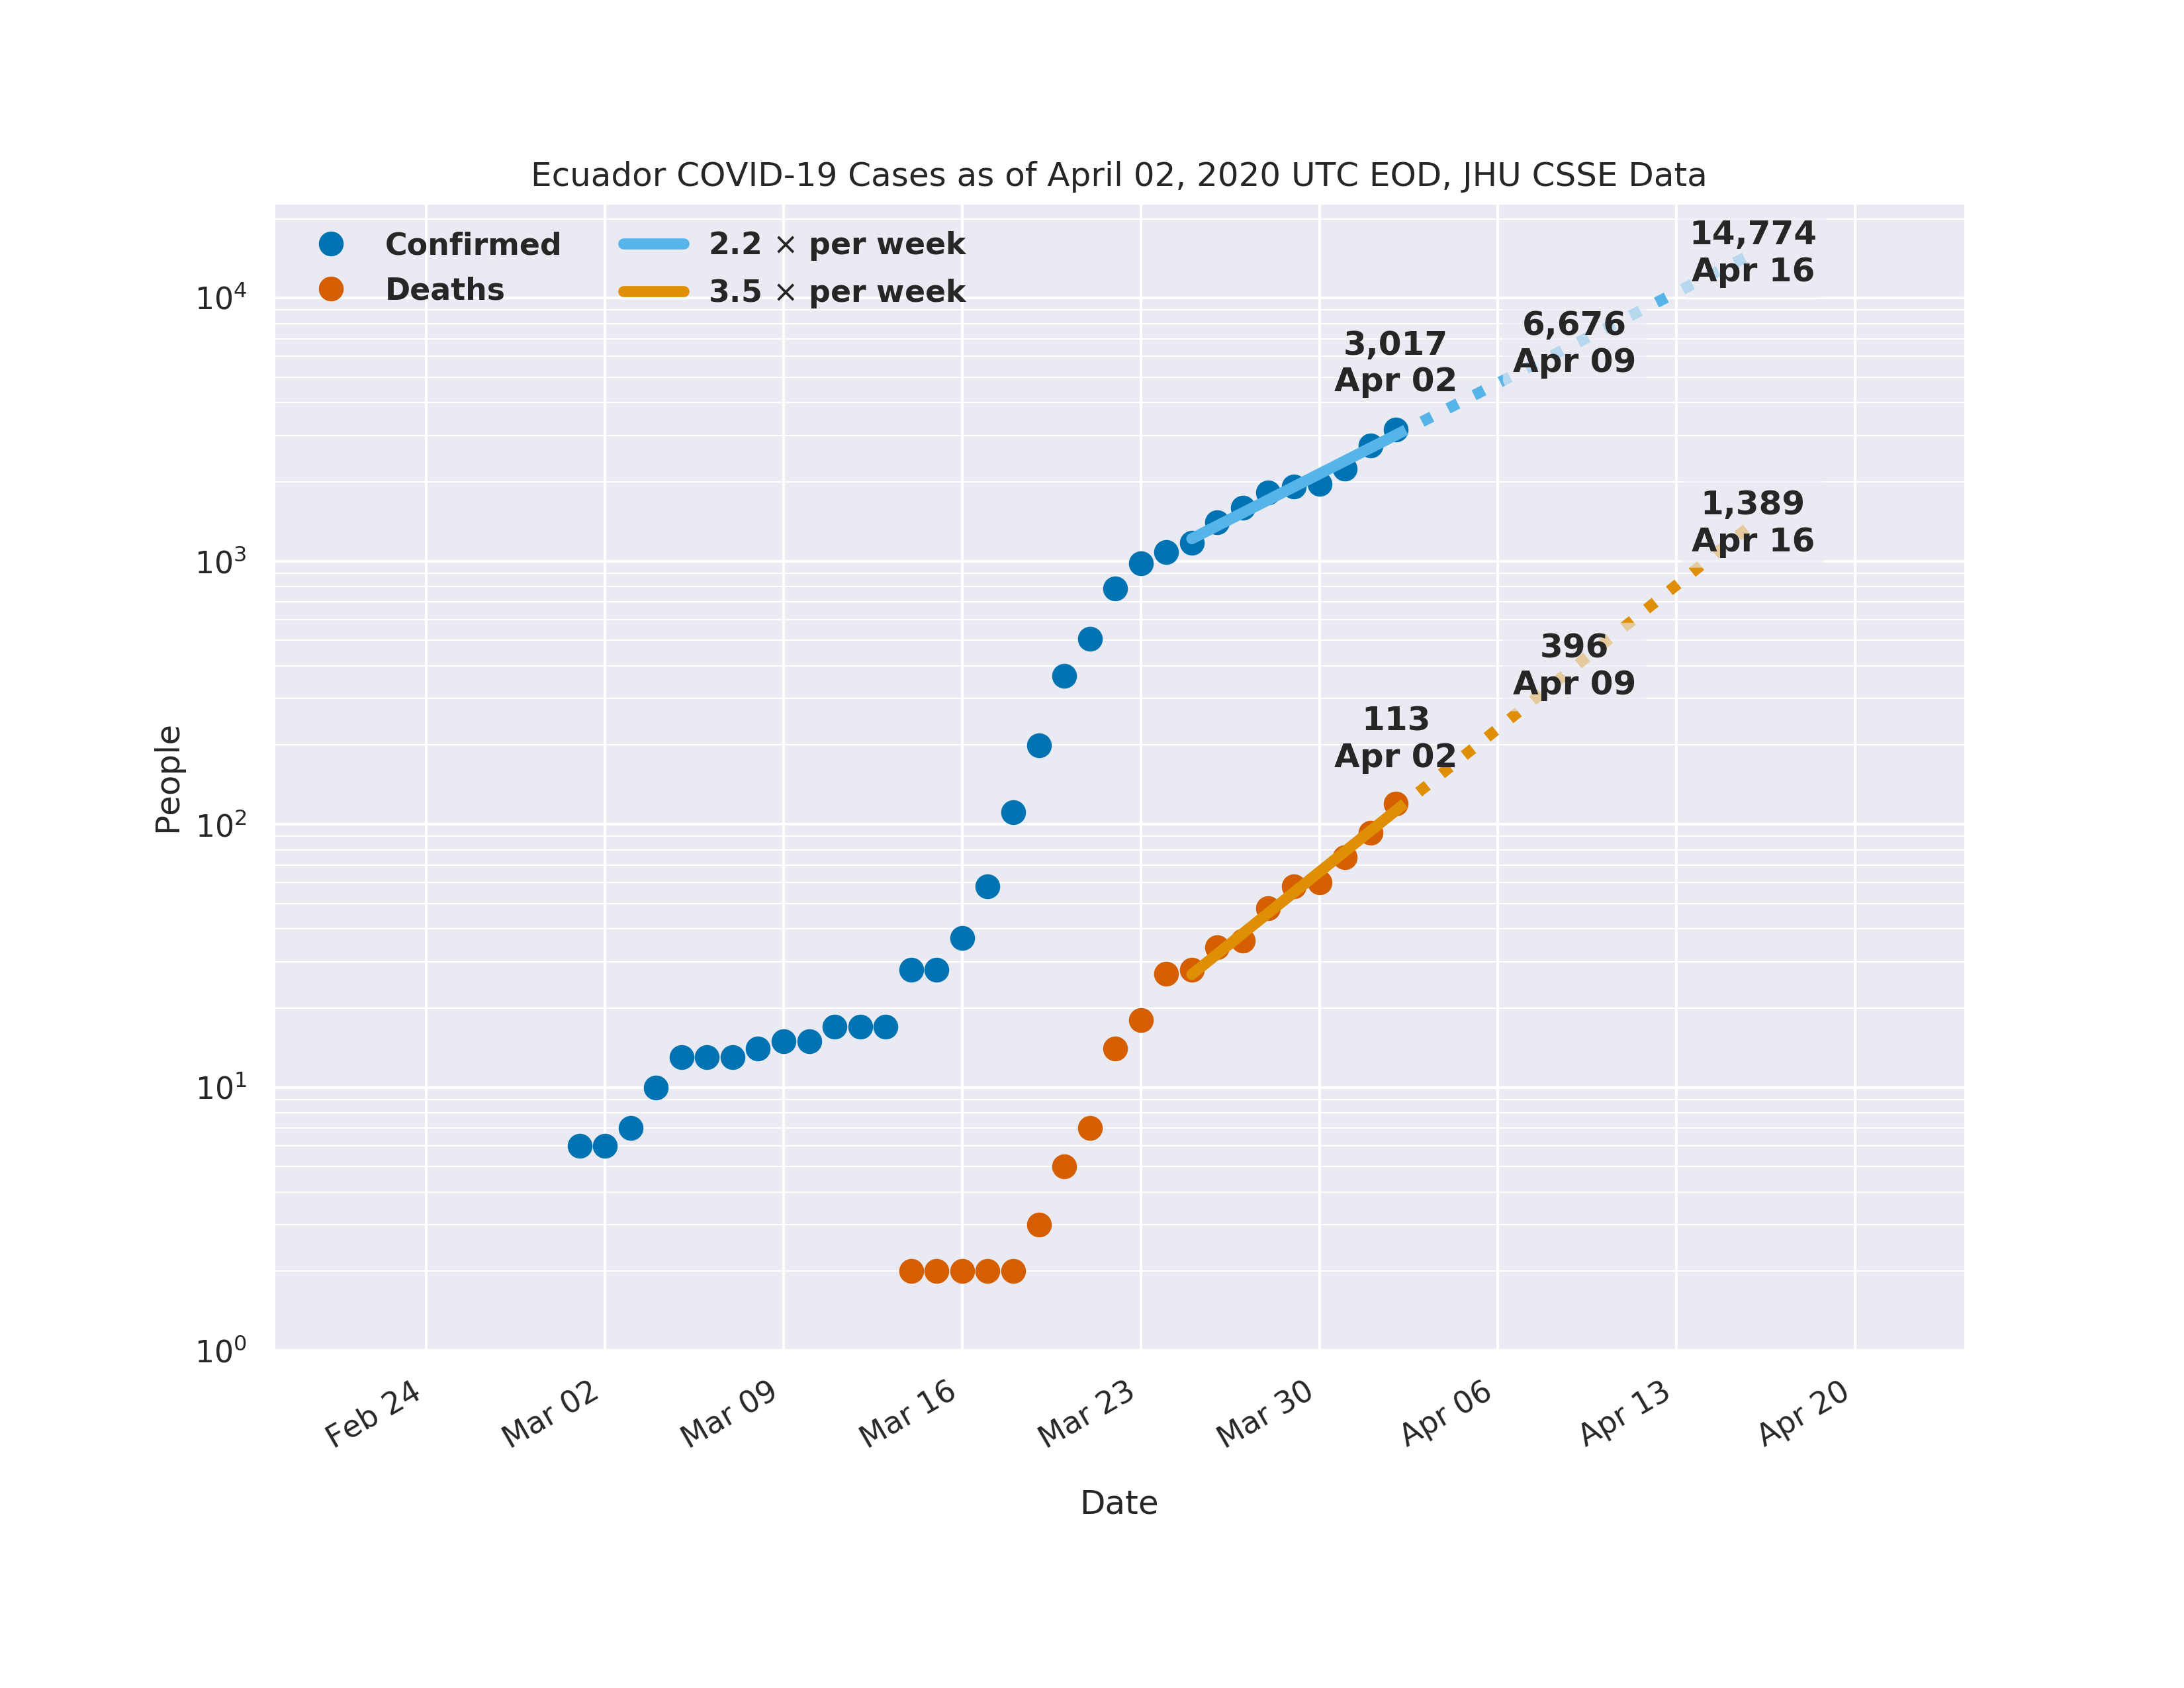 Ecuador COVID-19 Cases as of April 02, 2020 UTC EOD, JHU CSSE Data
Confirmed
Deaths
2.2 × per week
3.5 × per week
14,774
Apr 16
6,676
Apr 09
3,017
Apr 02
1,389
Apr 16
396
Apr 09
113
Apr 02
People
10⁴
10³
10²
10¹
10⁰
Feb 24
Mar 02
Mar 09
Mar 16
Mar 23
Mar 30
Apr 06
Apr 13
Apr 20
Date